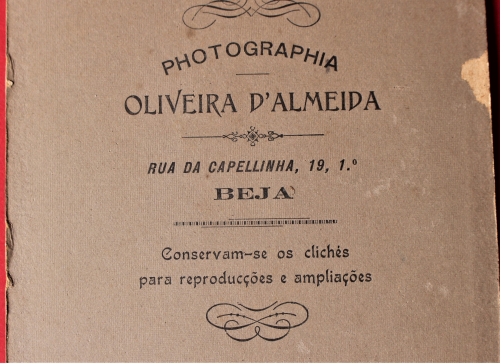 PHOTOGRAPHIA
OLIVEIRA D'ALMEIDA
RUA DA CAPELLINHA, 19, 1.º
BEJA
Conservam-se os clichés
para reproducções e ampliações